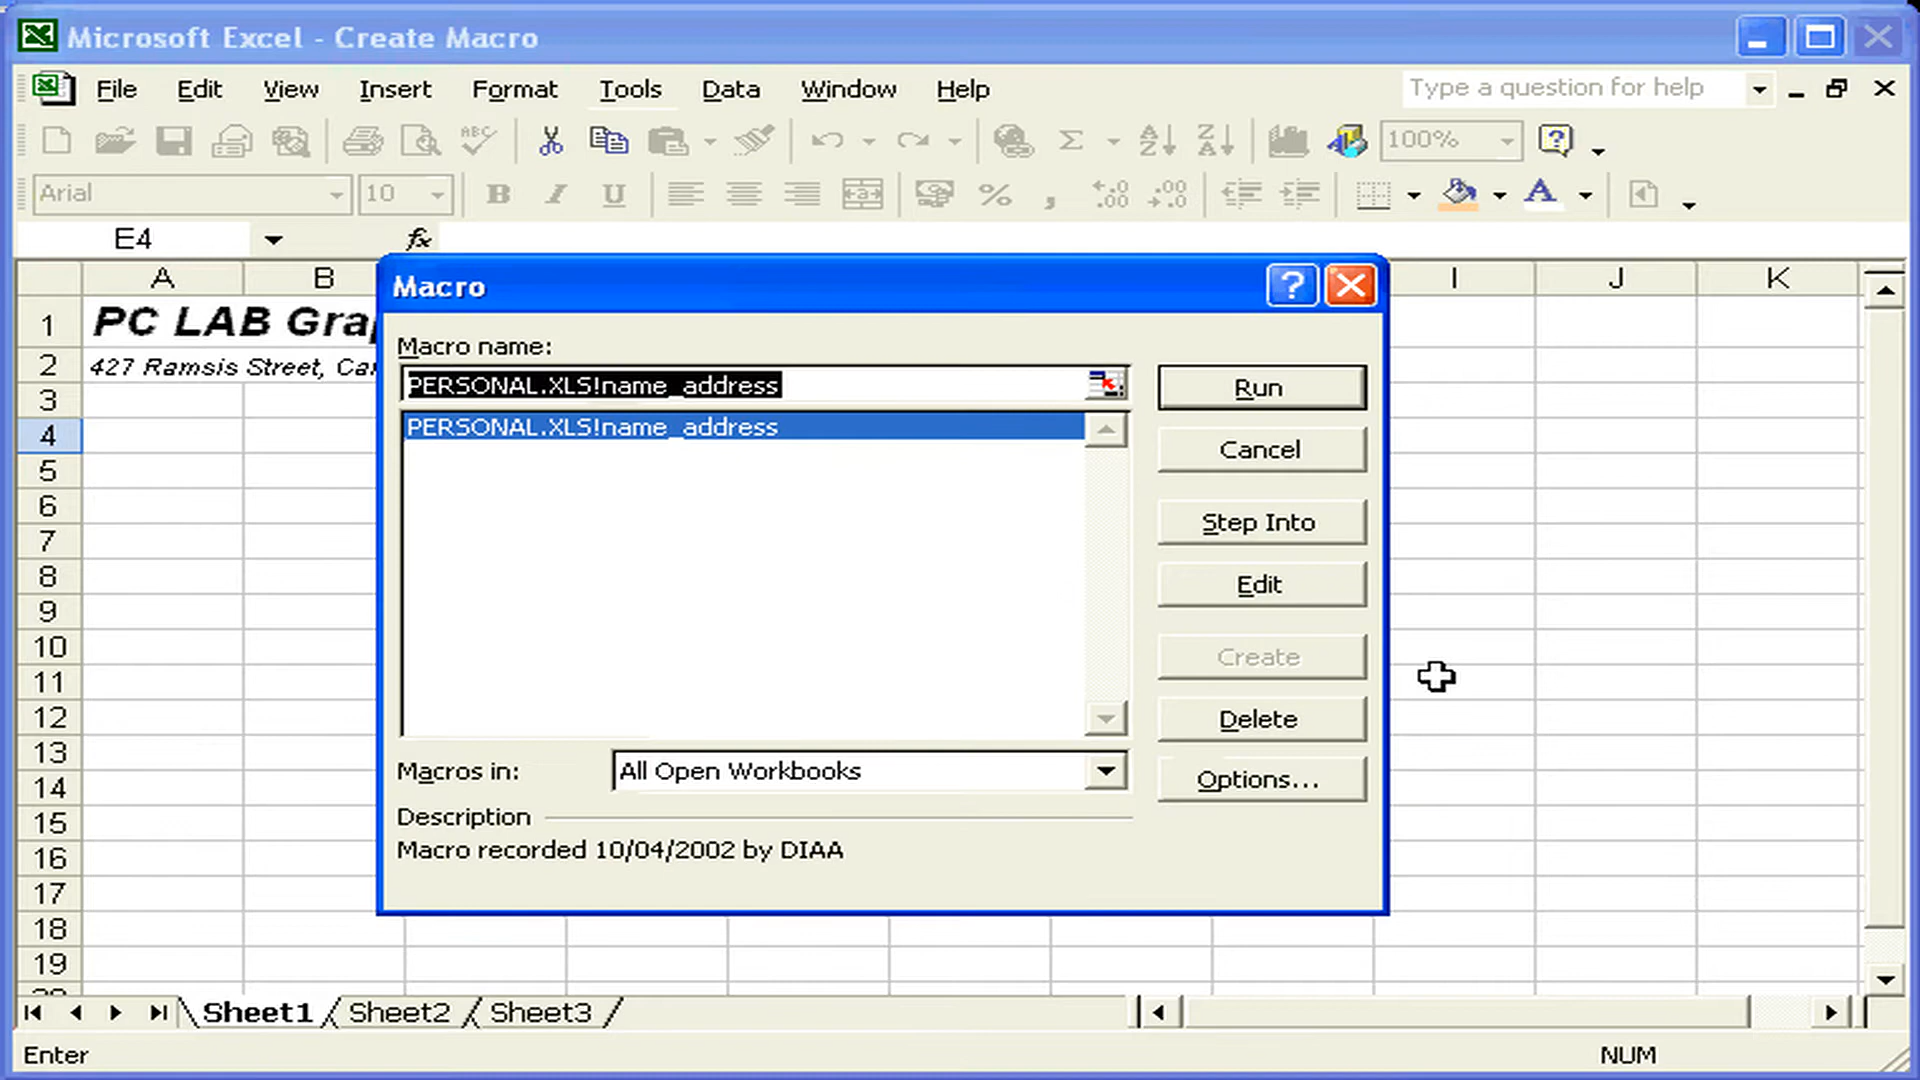 Microsoft Excel - Create Macro
File Edit View Insert Format Tools Data Window Help Type a question for help
ABC Σ A Z Z A 100% ?
Arial 10 B I U a % , .00 .00 A
E4 fx
A B I J K
Macro ?
1 PC LAB Gra
2 427 Ramsis Street, Ca
3
4
5
6
7
8
9
10
11
12
13
14
15
16
17
18
19
Macro name:
PERSONAL.XLS!name_address
PERSONAL.XLS!name_address
Run
Cancel
Step Into
Edit
Create
Delete
Options...
Macros in: All Open Workbooks
Description
Macro recorded 10/04/2002 by DIAA
Sheet1 Sheet2 Sheet3
Enter NUM